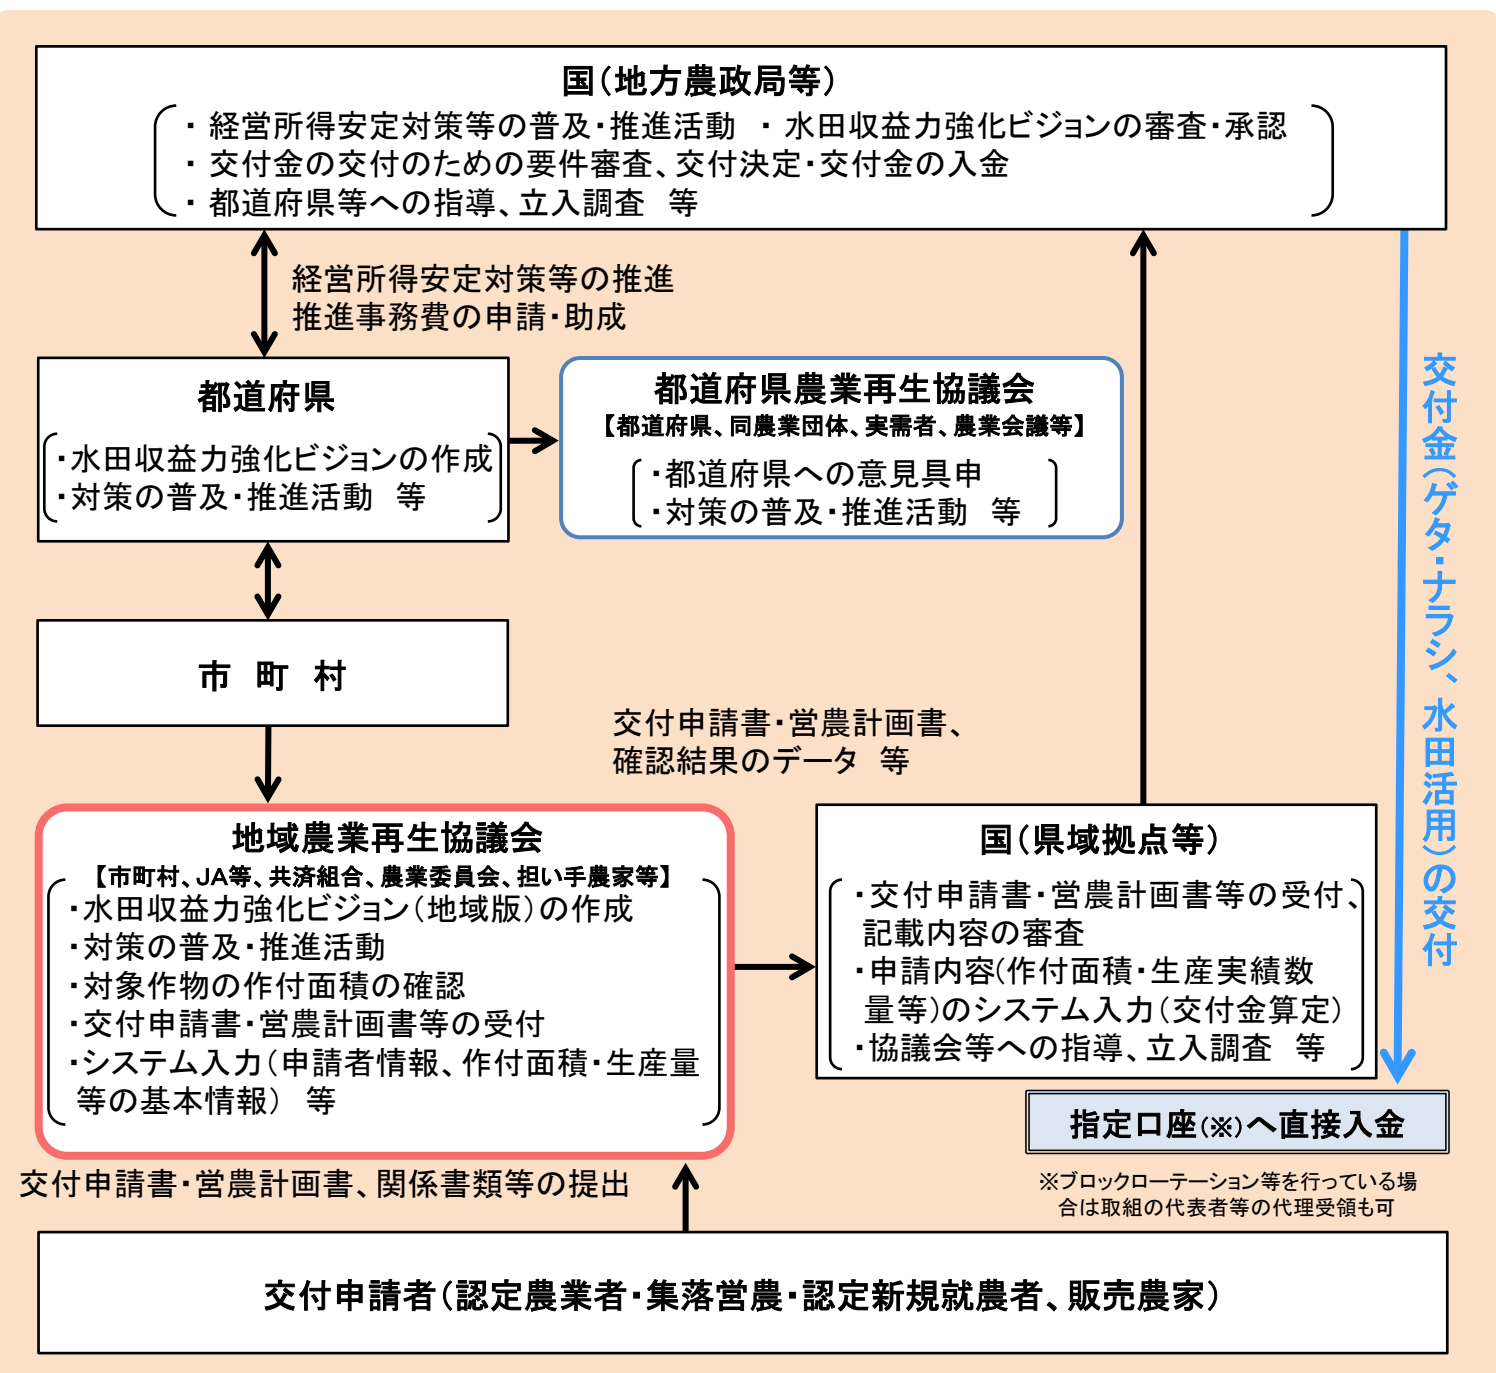 国（地方農政局等）
・ 経営所得安定対策等の普及・推進活動　・ 水田収益力強化ビジョンの審査・承認
・ 交付金の交付のための要件審査、交付決定・交付金の入金
・ 都道府県等への指導、立入調査　等
経営所得安定対策等の推進
推進事務費の申請・助成
都道府県
・水田収益力強化ビジョンの作成
・対策の普及・推進活動　等
都道府県農業再生協議会
【都道府県、同農業団体、実需者、農業会議等】
・都道府県への意見具申
・対策の普及・推進活動　等
交付金（ゲタ・ナラシ、水田活用）の交付
市　町　村
交付申請書・営農計画書、
確認結果のデータ　等
地域農業再生協議会
【市町村、JA等、共済組合、農業委員会、担い手農家等】
・水田収益力強化ビジョン（地域版）の作成
・対策の普及・推進活動
・対象作物の作付面積の確認
・交付申請書・営農計画書等の受付
・システム入力（申請者情報、作付面積・生産量
等の基本情報）　等
国（県域拠点等）
・交付申請書・営農計画書等の受付、
記載内容の審査
・申請内容（作付面積・生産実績数
量等）のシステム入力（交付金算定）
・協議会等への指導、立入調査　等
指定口座（※）へ直接入金
※ブロックローテーション等を行っている場
合は取組の代表者等の代理受領も可
交付申請書・営農計画書、関係書類等の提出
交付申請者（認定農業者・集落営農・認定新規就農者、販売農家）